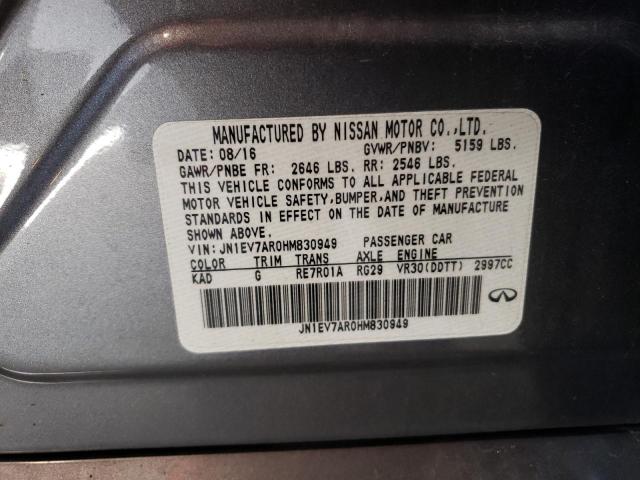 MANUFACTURED BY NISSAN MOTOR CO.,LTD.
DATE: 08/16 GVWR/PNBV: 5159 LBS.
GAWR/PNBE FR: 2646 LBS. RR: 2546 LBS.
THIS VEHICLE CONFORMS TO ALL APPLICABLE FEDERAL
MOTOR VEHICLE SAFETY,BUMPER,AND THEFT PREVENTION
STANDARDS IN EFFECT ON THE DATE OF MANUFACTURE
SHOWN ABOVE.
VIN: JN1EV7AR0HM830949 PASSENGER CAR
COLOR TRIM TRANS AXLE ENGINE
KAD G RE7R01A RG29 VR30(DDTT) 2997CC
JN1EV7AR0HM830949